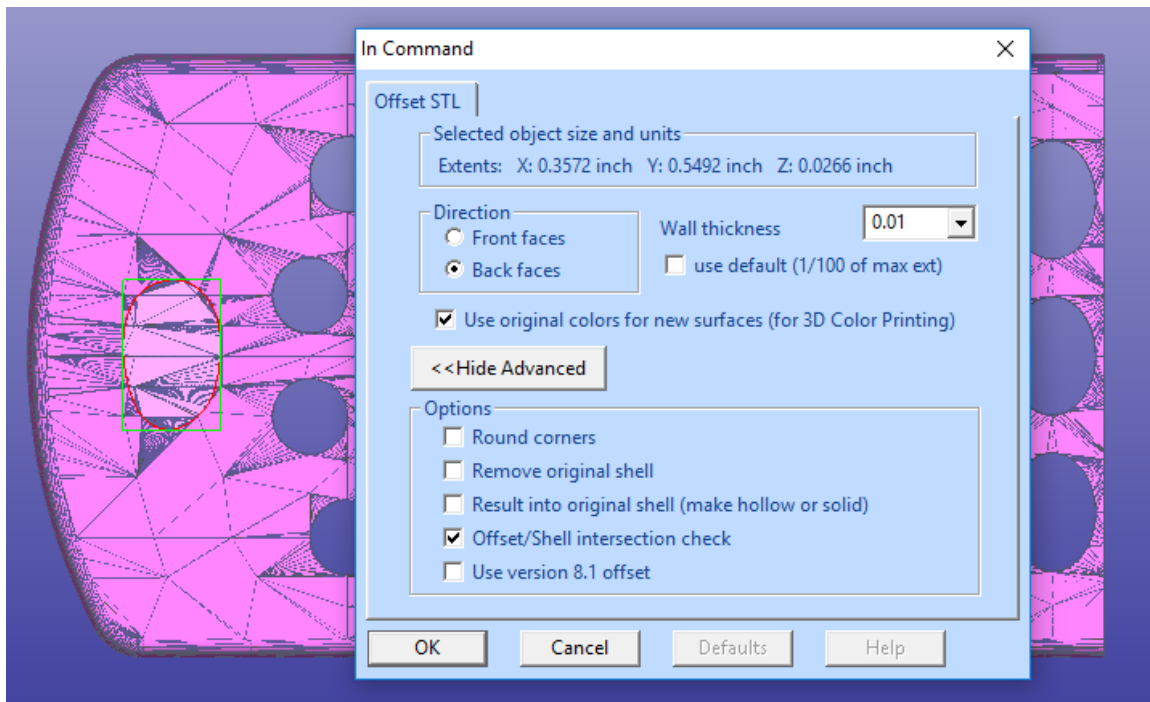 In Command
Offset STL
Selected object size and units
Extents: X: 0.3572 inch Y: 0.5492 inch Z: 0.0266 inch
Direction
Front faces
Back faces
Wall thickness 0.01
use default (1/100 of max ext)
Use original colors for new surfaces (for 3D Color Printing)
<<Hide Advanced
Options
Round corners
Remove original shell
Result into original shell (make hollow or solid)
Offset/Shell intersection check
Use version 8.1 offset
OK Cancel Defaults Help